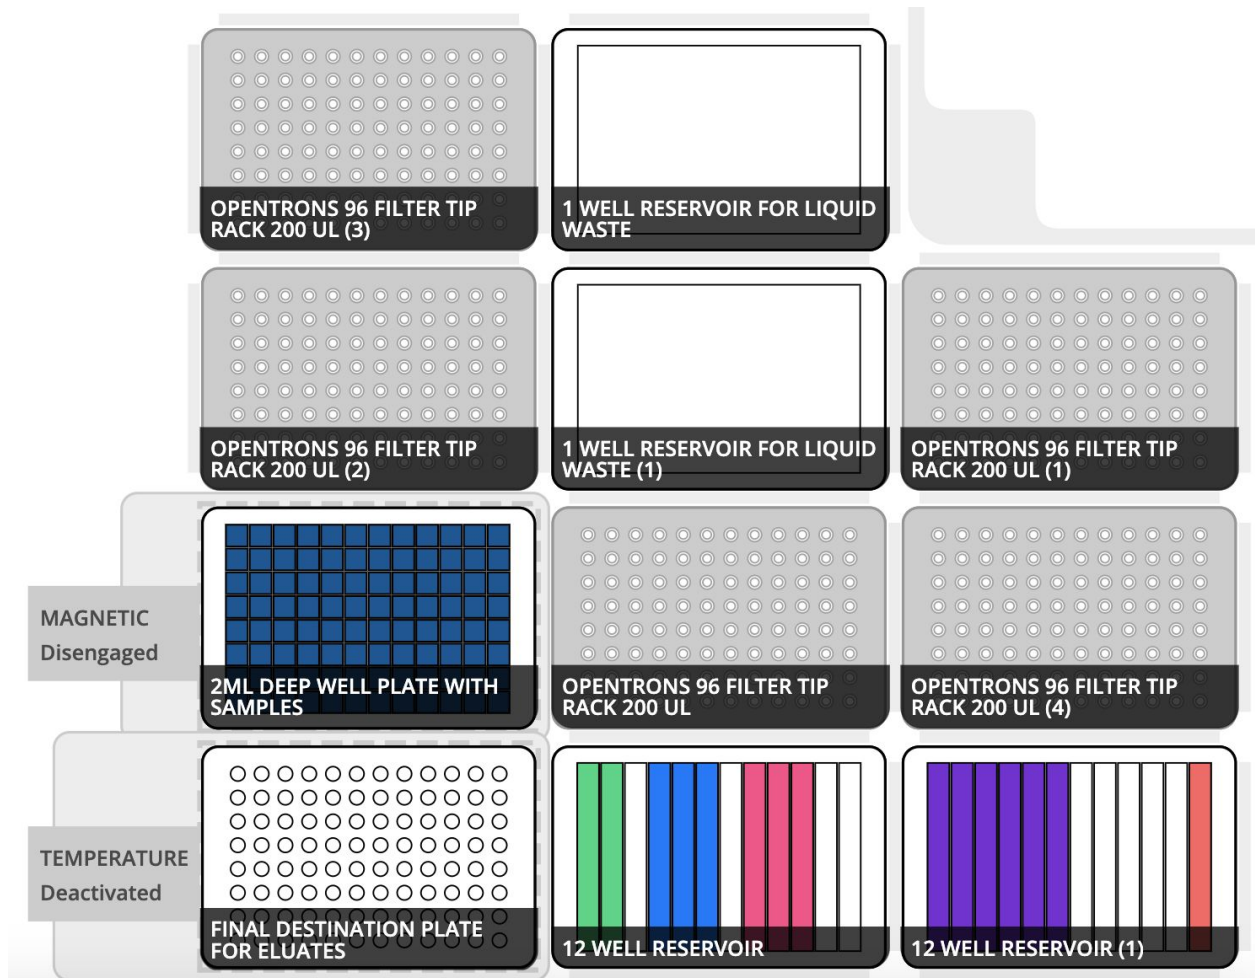 OPENTRONS 96 FILTER TIP
RACK 200 UL (3)
1 WELL RESERVOIR FOR LIQUID
WASTE
OPENTRONS 96 FILTER TIP
RACK 200 UL (2)
1 WELL RESERVOIR FOR LIQUID
WASTE (1)
OPENTRONS 96 FILTER TIP
RACK 200 UL (1)
MAGNETIC
Disengaged
2ML DEEP WELL PLATE WITH
SAMPLES
OPENTRONS 96 FILTER TIP
RACK 200 UL
OPENTRONS 96 FILTER TIP
RACK 200 UL (4)
TEMPERATURE
Deactivated
FINAL DESTINATION PLATE
FOR ELUATES
12 WELL RESERVOIR
12 WELL RESERVOIR (1)